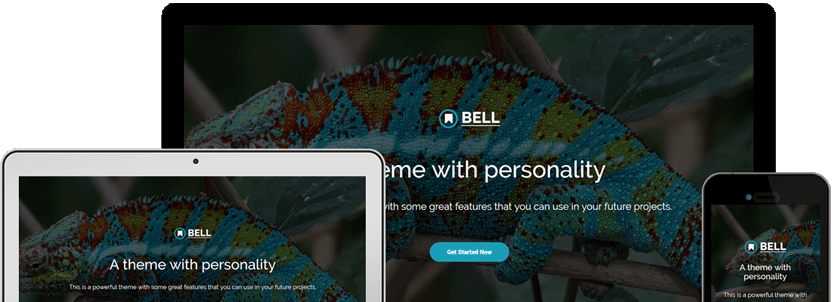 BELL
eme with personality
with some great features that you can use in your future projects.
Get Started Now
BELL
A theme with personality
This is a powerful theme with some great features that you can use in your future projects.
BELL
A theme with
personality
This is a powerful theme with